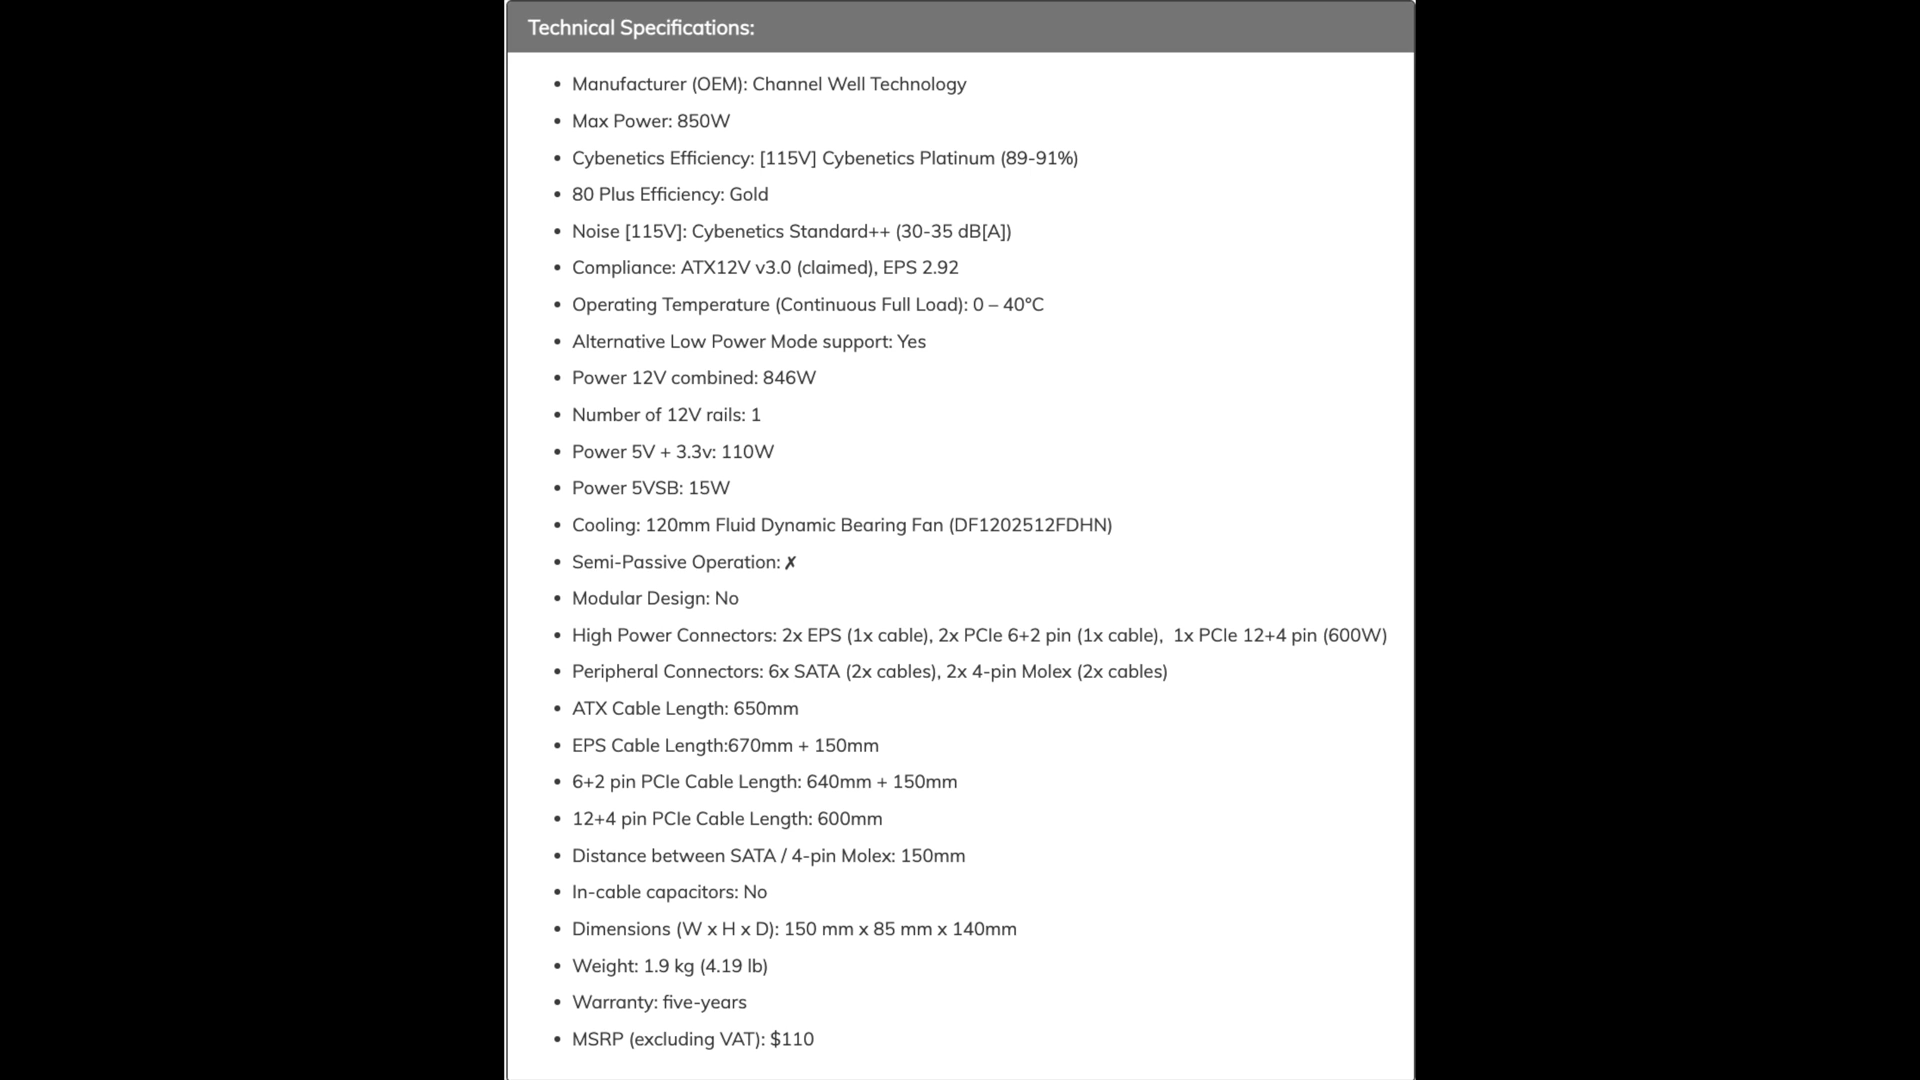 Technical Specifications:
Manufacturer (OEM): Channel Well Technology
Max Power: 850W
Cybenetics Efficiency: [115V] Cybenetics Platinum (89-91%)
80 Plus Efficiency: Gold
Noise [115V]: Cybenetics Standard++ (30-35 dB[A])
Compliance: ATX12V v3.0 (claimed), EPS 2.92
Operating Temperature (Continuous Full Load): 0 – 40°C
Alternative Low Power Mode support: Yes
Power 12V combined: 846W
Number of 12V rails: 1
Power 5V + 3.3v: 110W
Power 5VSB: 15W
Cooling: 120mm Fluid Dynamic Bearing Fan (DF1202512FDHN)
Semi-Passive Operation: ✗
Modular Design: No
High Power Connectors: 2x EPS (1x cable), 2x PCIe 6+2 pin (1x cable),  1x PCIe 12+4 pin (600W)
Peripheral Connectors: 6x SATA (2x cables), 2x 4-pin Molex (2x cables)
ATX Cable Length: 650mm
EPS Cable Length:670mm + 150mm
6+2 pin PCIe Cable Length: 640mm + 150mm
12+4 pin PCIe Cable Length: 600mm
Distance between SATA / 4-pin Molex: 150mm
In-cable capacitors: No
Dimensions (W x H x D): 150 mm x 85 mm x 140mm
Weight: 1.9 kg (4.19 lb)
Warranty: five-years
MSRP (excluding VAT): $110